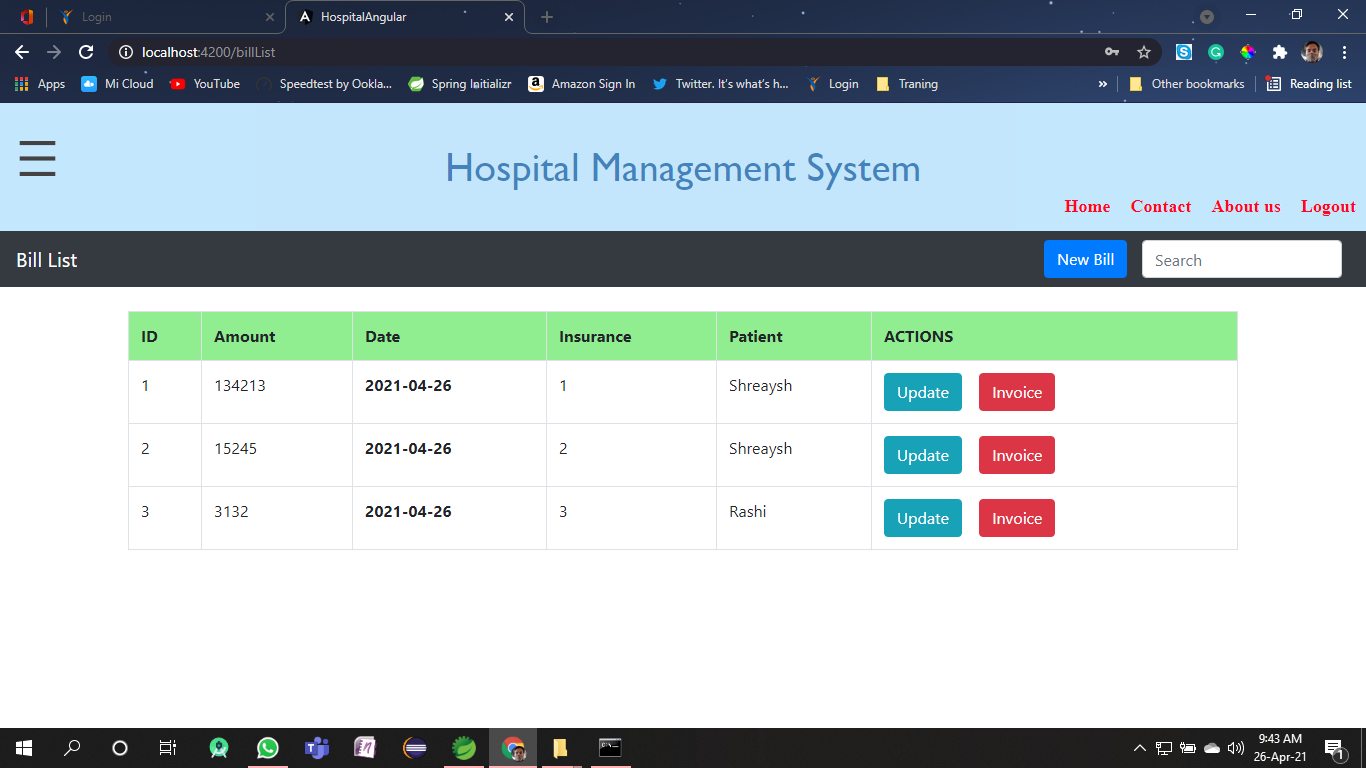 Login
HospitalAngular
localhost:4200/billList
Apps Mi Cloud YouTube Speedtest by Ookla... Spring Initializr Amazon Sign In Twitter. It's what's h... Login Traning » Other bookmarks Reading list
Hospital Management System
Home Contact About us Logout
Bill List New Bill Search
ID Amount Date Insurance Patient ACTIONS
1 134213 2021-04-26 1 Shreaysh Update Invoice
2 15245 2021-04-26 2 Shreaysh Update Invoice
3 3132 2021-04-26 3 Rashi Update Invoice
9:43 AM
26-Apr-21
1